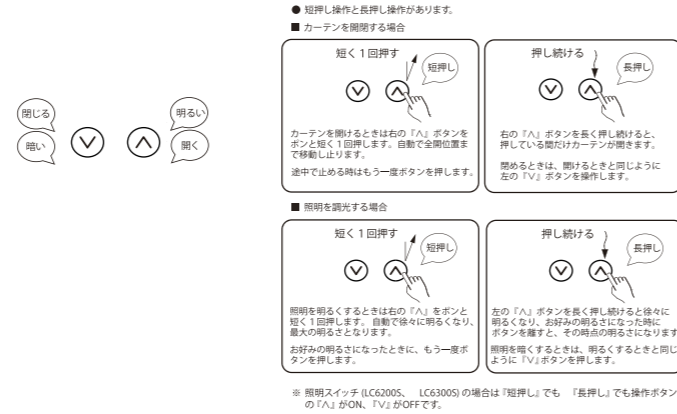 ● 短押し操作と長押し操作があります。
■ カーテンを開閉する場合
閉じる
暗い
明るい
開く
短く1回押す
短押し
カーテンを開けるときは右の『∧』ボタンを
ポンと短く1回押します。自動で全開位置ま
で移動し止ります。
途中で止める時はもう一度ボタンを押します。
押し続ける
長押し
右の『∧』ボタンを長く押し続けると、
押している間だけカーテンが開きます。
閉めるときは、開けるときと同じように
左の『∨』ボタンを操作します。
■ 照明を調光する場合
短く1回押す
短押し
照明を明るくするときは右の『∧』をポンと
短く1回押します。 自動で徐々に明るくなり、
最大の明るさとなります。
お好みの明るさになったときに、もう一度ボ
タンを押します。
押し続ける
長押し
左の『∧』ボタンを長く押し続けると徐々に
明るくなり、お好みの明るさになった時に
ボタンを離すと、その時点の明るさになります
照明を暗くするときは、明るくするときと同じ
ように『∨』ボタンを押します。
※ 照明スイッチ (LC6200S、 LC6300S) の場合は『短押し』でも 『長押し』でも操作ボタン
の『∧』がON、『∨』がOFFです。